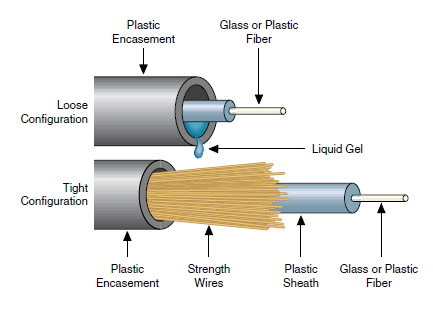 Plastic
Encasement
Glass or Plastic
Fiber
Loose
Configuration
Liquid Gel
Tight
Configuration
Plastic
Encasement
Strength
Wires
Plastic
Sheath
Glass or Plastic
Fiber